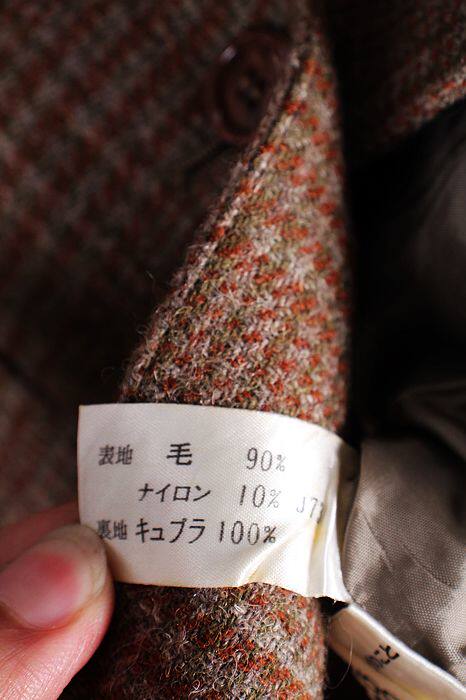 表地 毛 90%
ナイロン 10%
裏地 キュプラ 100%